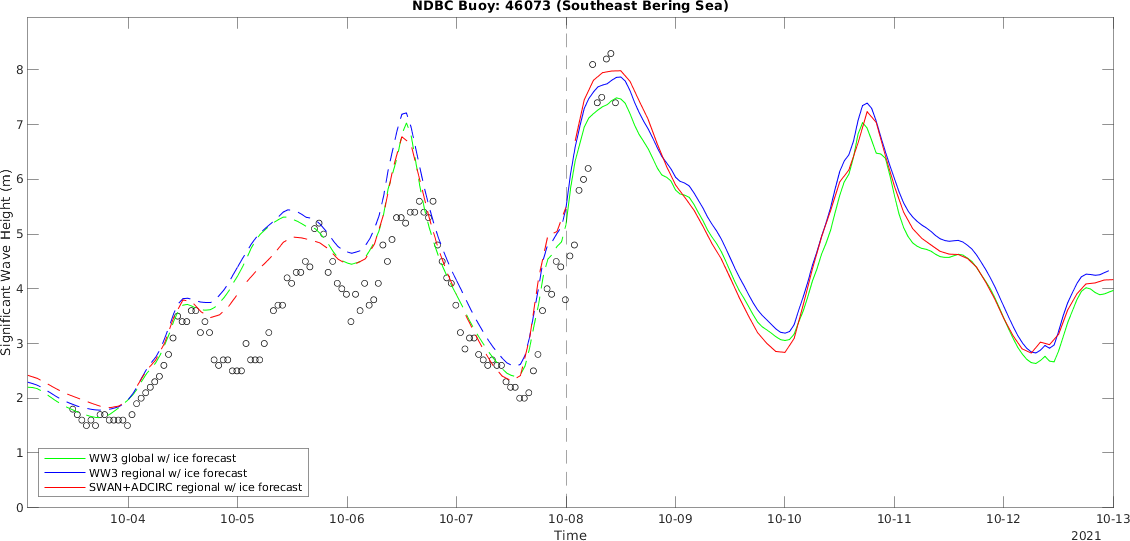 NDBC Buoy: 46073 (Southeast Bering Sea)
Significant Wave Height (m)
8
7
6
5
4
3
2
1
0
WW3 global w/ ice forecast
WW3 regional w/ ice forecast
SWAN+ADCIRC regional w/ ice forecast
10-04 10-05 10-06 10-07 10-08 10-09 10-10 10-11 10-12 10-13
Time
2021